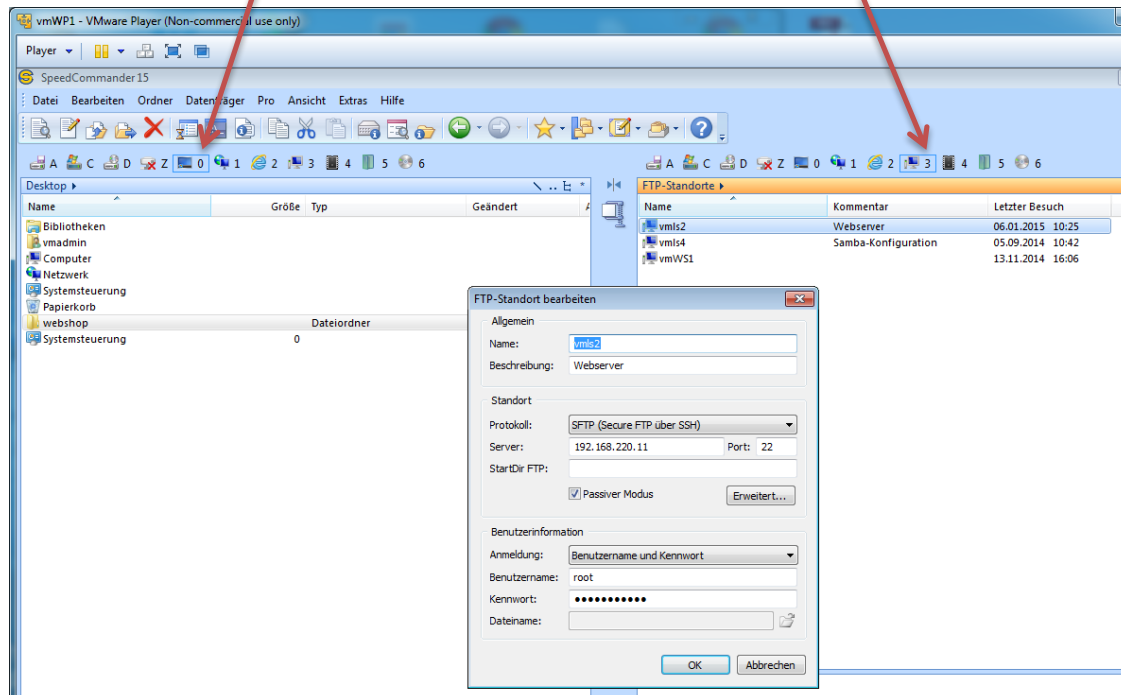 vmWP1 - VMware Player (Non-commercial use only)
Player
SpeedCommander 15
Datei Bearbeiten Ordner Datenträger Pro Ansicht Extras Hilfe
A C D Z 0 1 2 3 4 5 6
A C D Z 0 1 2 3 4 5 6
Desktop
\ .. *
FTP-Standorte
Name Größe Typ Geändert
Name Kommentar Letzter Besuch
Bibliotheken
vmadmin
Computer
Netzwerk
Systemsteuerung
Papierkorb
webshop Dateiordner
Systemsteuerung 0
vmls2 Webserver 06.01.2015 10:25
vmls4 Samba-Konfiguration 05.09.2014 10:42
vmWS1 13.11.2014 16:06
FTP-Standort bearbeiten
Allgemein
Name: vmls2
Beschreibung: Webserver
Standort
Protokoll: SFTP (Secure FTP über SSH)
Server: 192.168.220.11 Port: 22
StartDir FTP:
Passiver Modus Erweitert...
Benutzerinformation
Anmeldung: Benutzername und Kennwort
Benutzername: root
Kennwort: •••••••••••
Dateiname:
OK Abbrechen